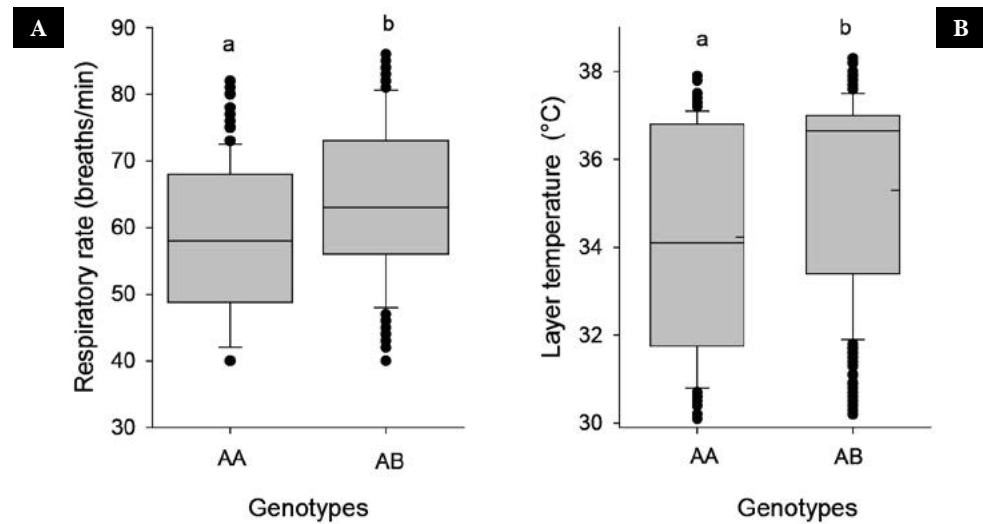 A
Respiratory rate (breaths/min)
90
80
70
60
50
40
30
a
b
AA
AB
Genotypes
B
Layer temperature (°C)
38
36
34
32
30
a
b
AA
AB
Genotypes